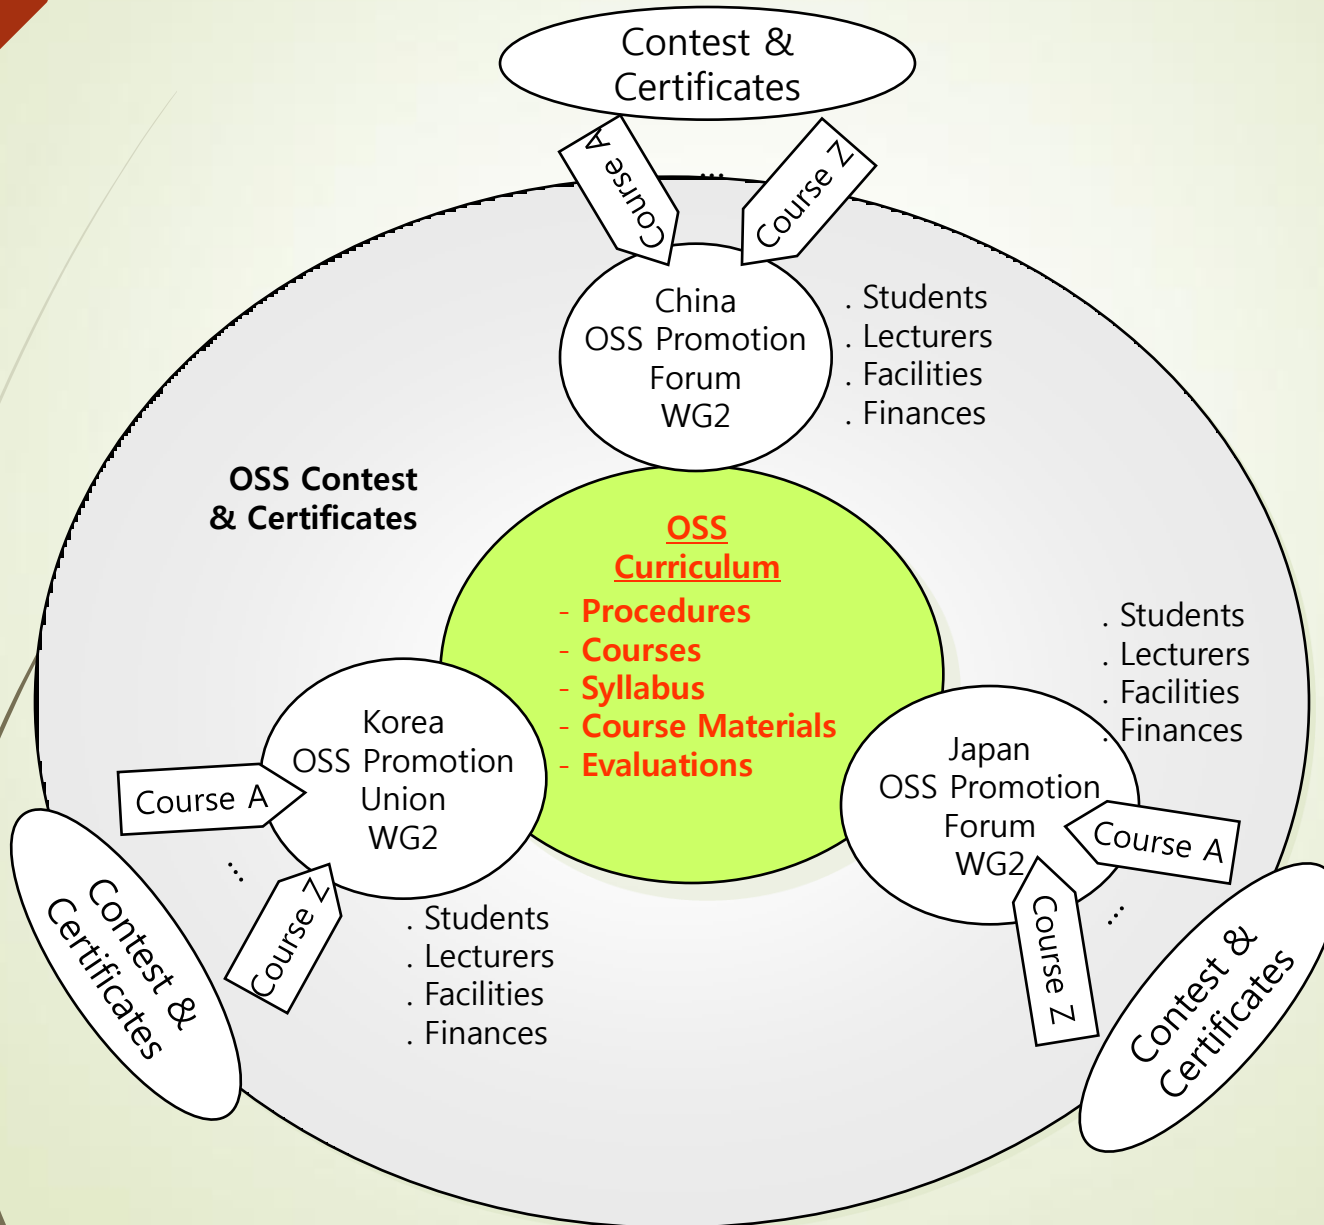 Contest &
Certificates
Course A
...
Course Z
China
OSS Promotion
Forum
WG2
. Students
. Lecturers
. Facilities
. Finances
OSS Contest
& Certificates
OSS
Curriculum
- Procedures
- Courses
- Syllabus
- Course Materials
- Evaluations
Korea
OSS Promotion
Union
WG2
Course A
...
Course Z
Contest &
Certificates
. Students
. Lecturers
. Facilities
. Finances
. Students
. Lecturers
. Facilities
. Finances
Japan
OSS Promotion
Forum
WG2
Course A
...
Course Z
Contest &
Certificates